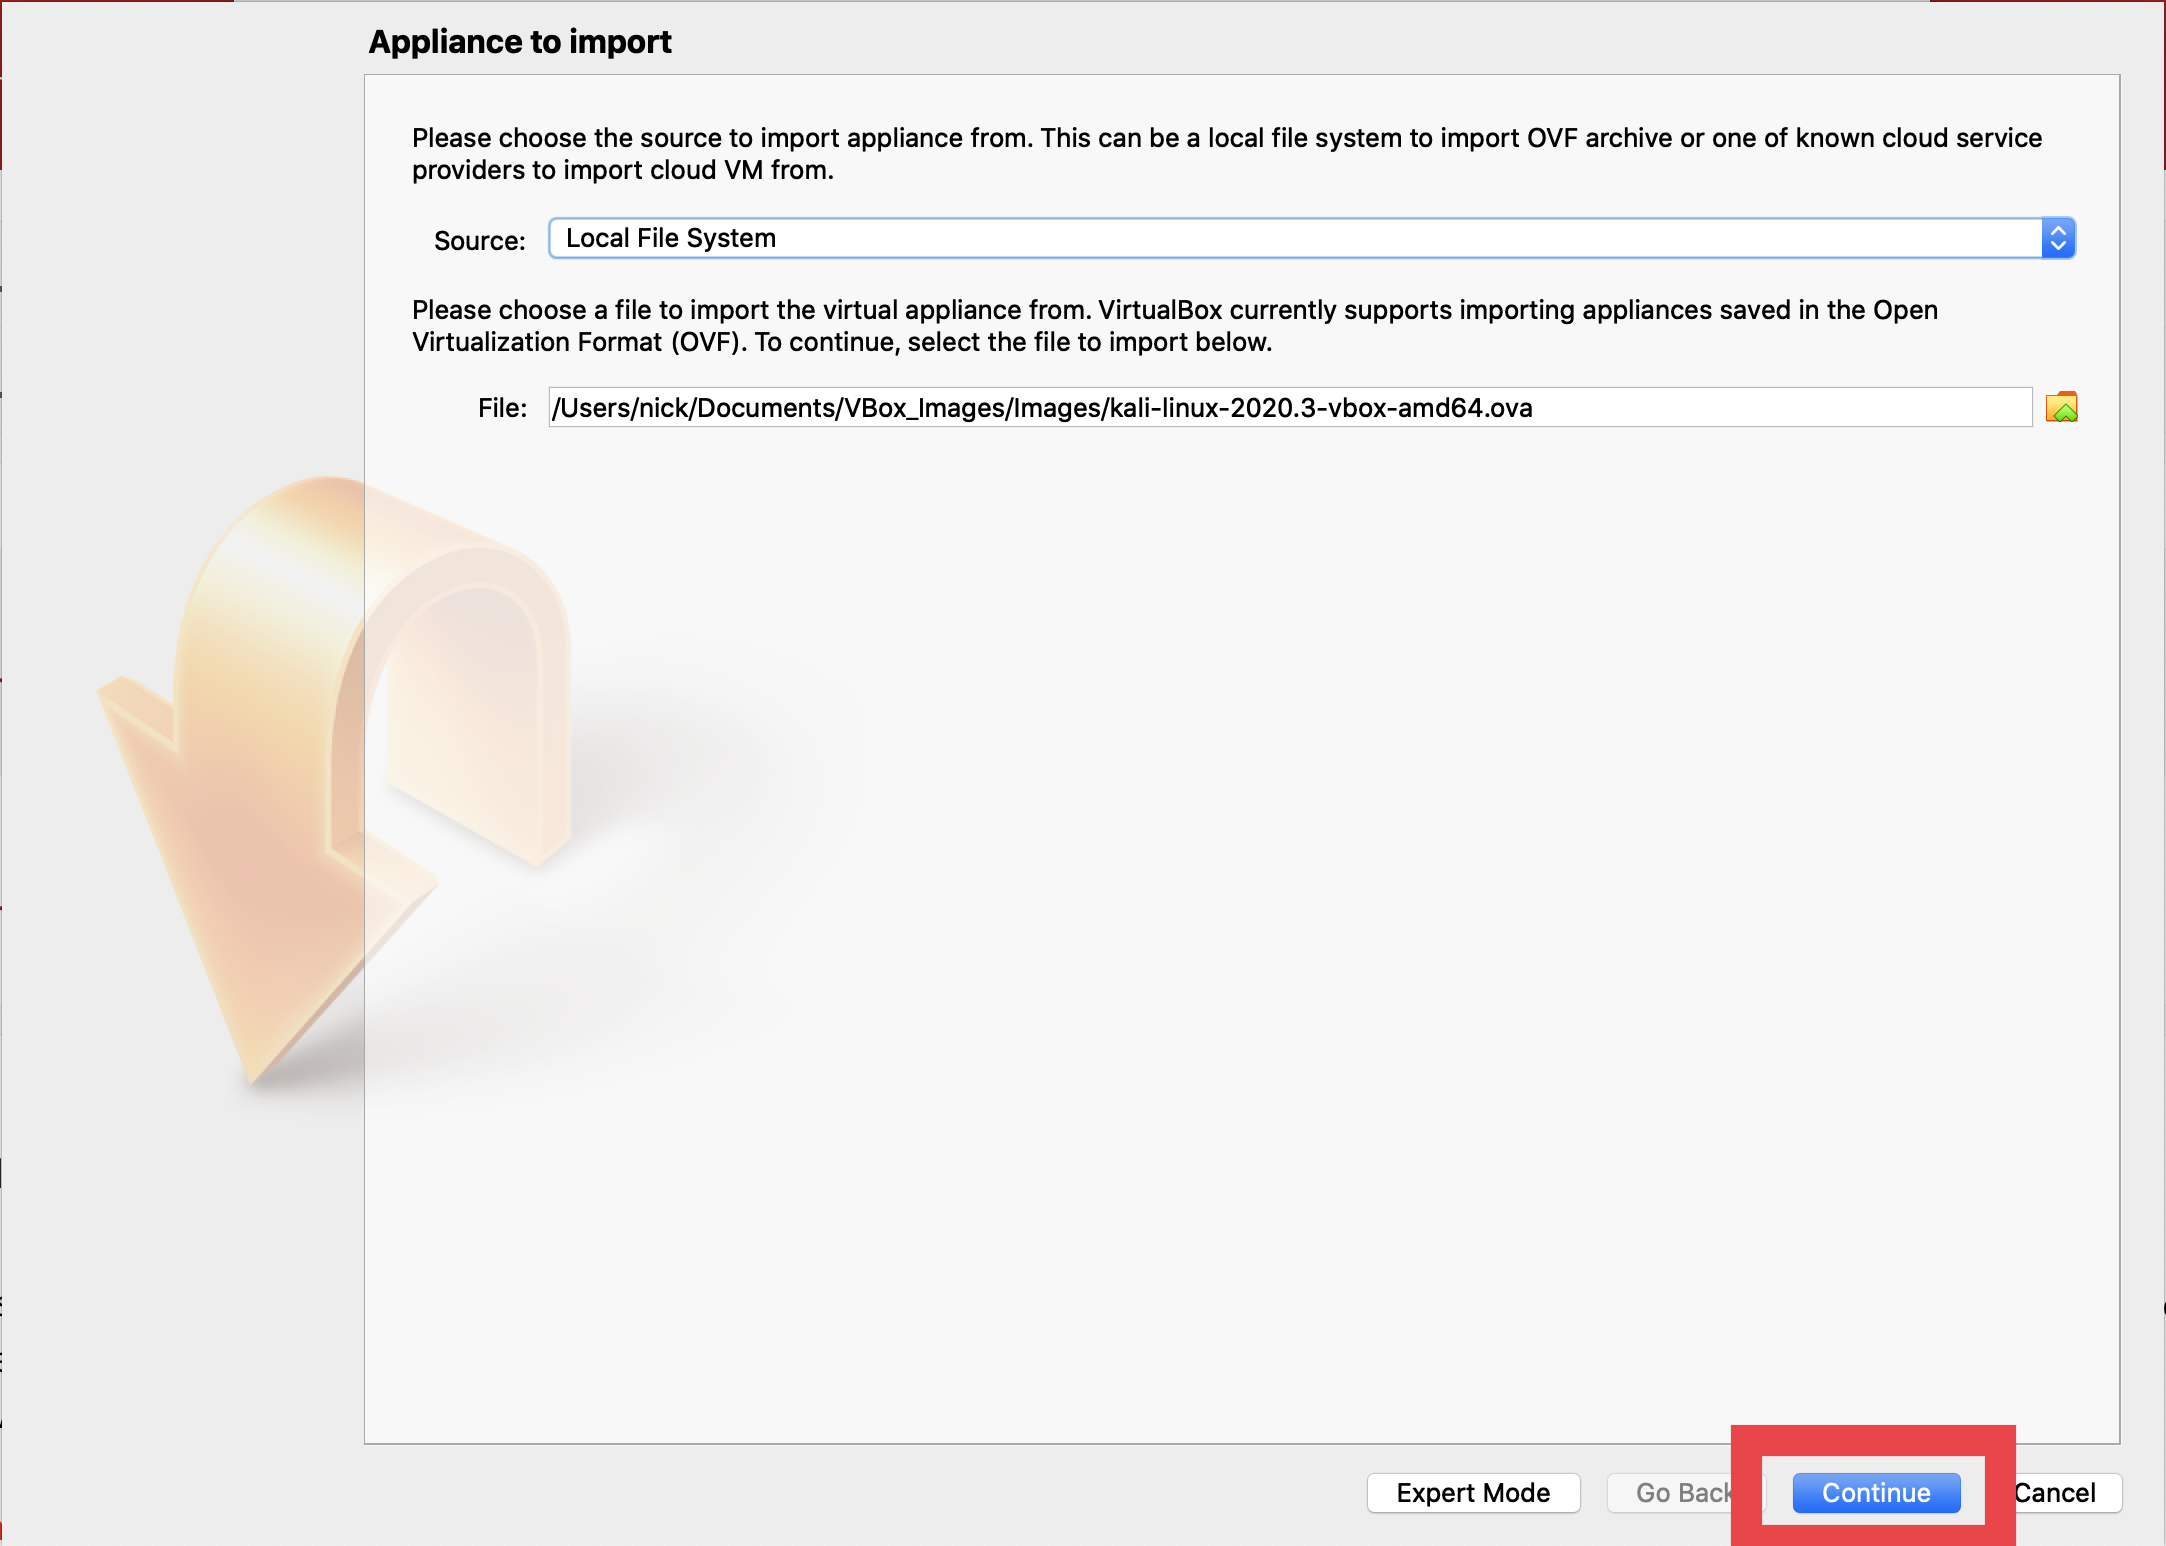 Appliance to import
Please choose the source to import appliance from. This can be a local file system to import OVF archive or one of known cloud service
providers to import cloud VM from.
Source: Local File System
Please choose a file to import the virtual appliance from. VirtualBox currently supports importing appliances saved in the Open
Virtualization Format (OVF). To continue, select the file to import below.
File: /Users/nick/Documents/VBox_Images/Images/kali-linux-2020.3-vbox-amd64.ova
Expert Mode Go Back Continue Cancel